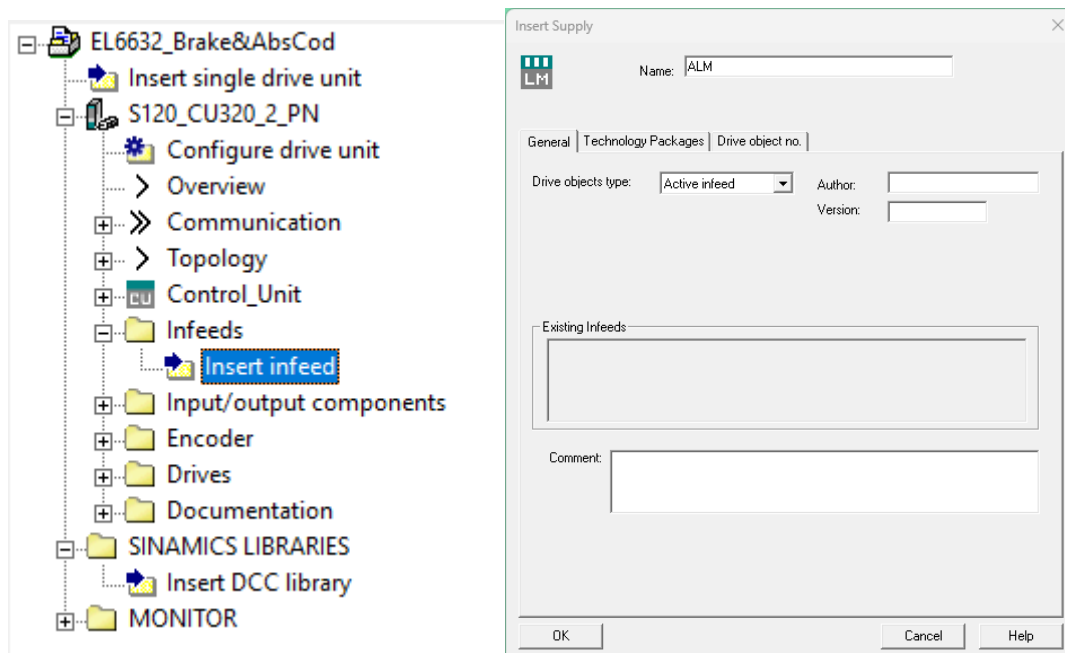 EL6632_Brake&AbsCod
Insert single drive unit
S120_CU320_2_PN
Configure drive unit
Overview
Communication
Topology
CU Control_Unit
Infeeds
Insert infeed
Input/output components
Encoder
Drives
Documentation
SINAMICS LIBRARIES
Insert DCC library
MONITOR
Insert Supply
LM
Name: ALM
General Technology Packages Drive object no.
Drive objects type: Active infeed Author:
Version:
Existing Infeeds
Comment:
OK Cancel Help